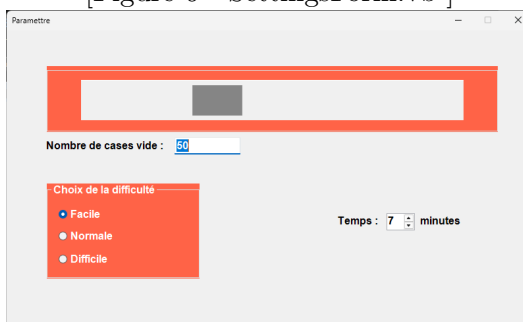 Parametre
Nombre de cases vide : 50
Choix de la difficulté
Facile
Normale
Difficile
Temps : 7 minutes